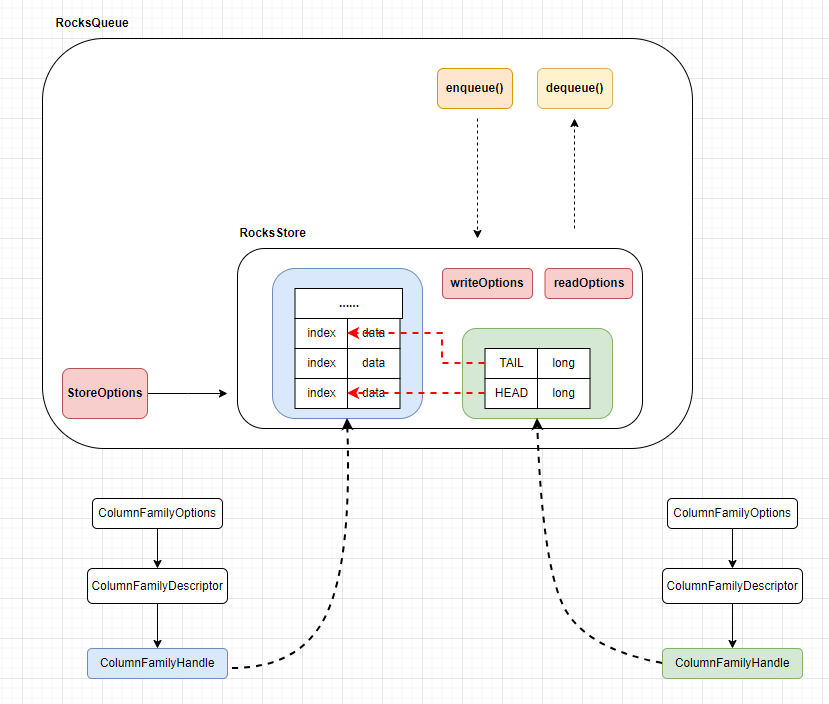 RocksQueue
enqueue()
dequeue()
RocksStore
writeOptions
readOptions
......
index data
index data
index data
TAIL long
HEAD long
StoreOptions
ColumnFamilyOptions
ColumnFamilyDescriptor
ColumnFamilyHandle
ColumnFamilyOptions
ColumnFamilyDescriptor
ColumnFamilyHandle